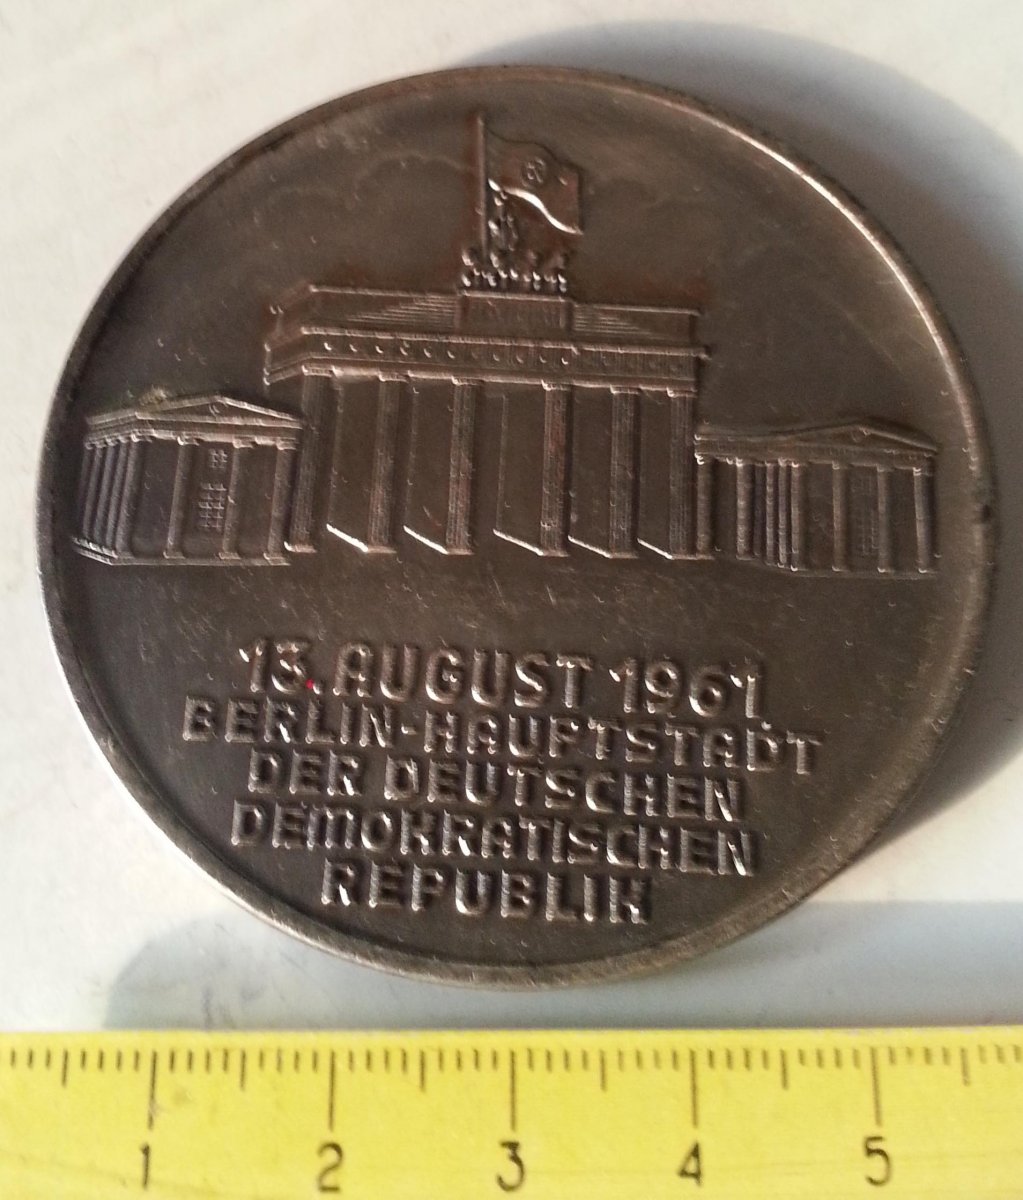 13. AUGUST 1961
BERLIN-HAUPTSTADT
DER DEUTSCHEN
DEMOKRATISCHEN
REPUBLIK
1 2 3 4 5